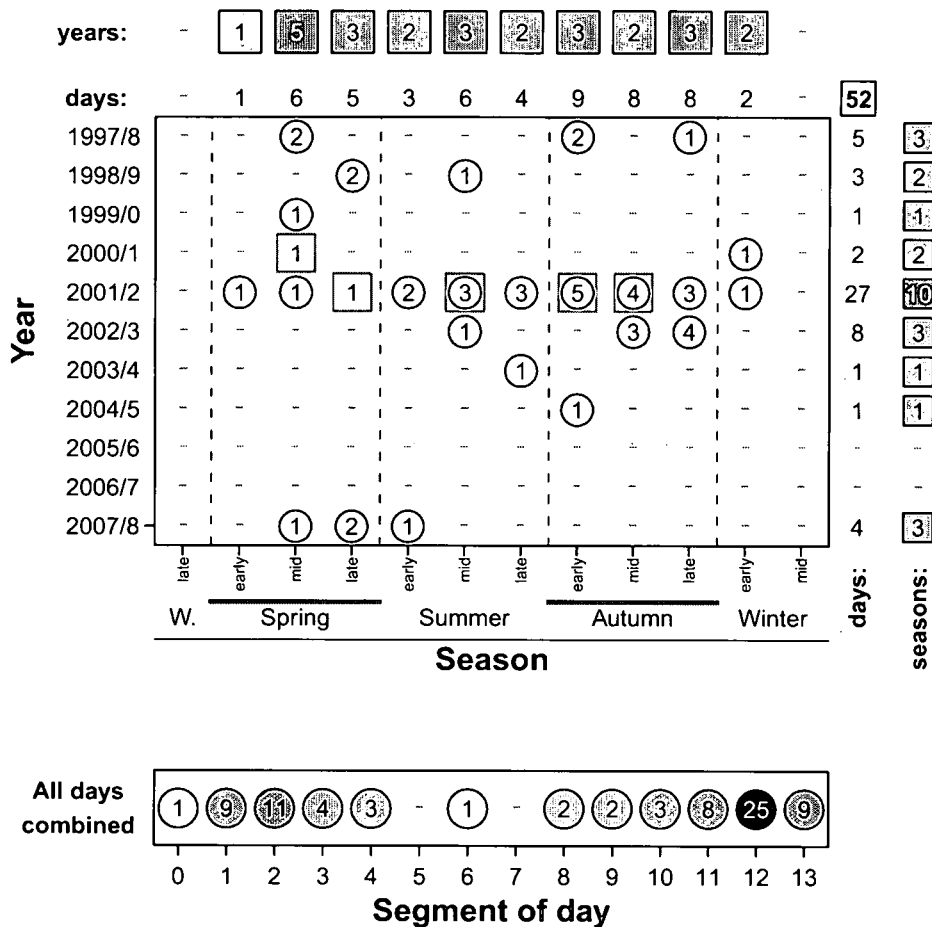 years: - 1 5 3 2 3 2 3 2 3 2 -
days: - 1 6 5 3 6 4 9 8 8 2 - 52
1997/8 - - 2 - - - - 2 - 1 - - 5 3
1998/9 - - - 2 - 1 - - - - - - 3 2
1999/0 - - 1 - - - - - - - - - 1 1
2000/1 - - 1 - - - - - - - 1 - 2 2
2001/2 - 1 1 1 2 3 3 5 4 3 1 - 27 10
2002/3 - - - - - 1 - - 3 4 - - 8 3
2003/4 - - - - - - 1 - - - - - 1 1
2004/5 - - - - - - - 1 - - - - 1 1
2005/6 - - - - - - - - - - - - - -
2006/7 - - - - - - - - - - - - - -
2007/8 - - 1 2 1 - - - - - - - 4 3
Year
late early mid late early mid late early mid late early mid
W. Spring Summer Autumn Winter
Season
days:
seasons:
All days
combined
1 9 11 4 3 - 1 - 2 2 3 8 25 9
0 1 2 3 4 5 6 7 8 9 10 11 12 13
Segment of day